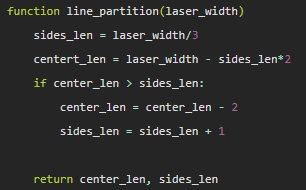 function line_partition(laser_width)
sides_len = laser_width/3
centert_len = laser_width - sides_len*2
if center_len > sides_len:
center_len = center_len - 2
sides_len = sides_len + 1
return center_len, sides_len